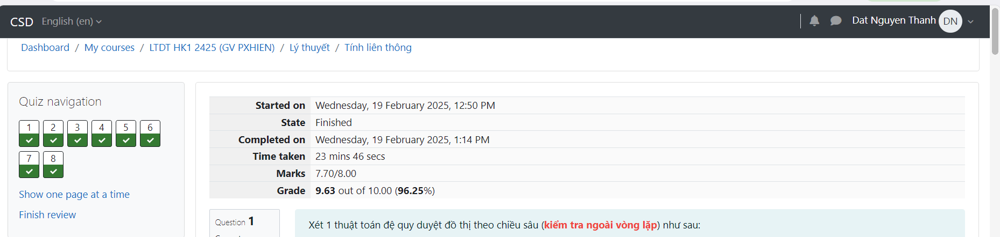 CSD English (en) Dat Nguyen Thanh DN
Dashboard / My courses / LTDT HK1 2425 (GV PXHIEN) / Lý thuyết / Tính liên thông
Quiz navigation
1 2 3 4 5 6
7 8
Show one page at a time
Finish review
Started on Wednesday, 19 February 2025, 12:50 PM
State Finished
Completed on Wednesday, 19 February 2025, 1:14 PM
Time taken 23 mins 46 secs
Marks 7.70/8.00
Grade 9.63 out of 10.00 (96.25%)
Question 1
Xét 1 thuật toán đệ quy duyệt đồ thị theo chiều sâu (kiểm tra ngoài vòng lặp) như sau: